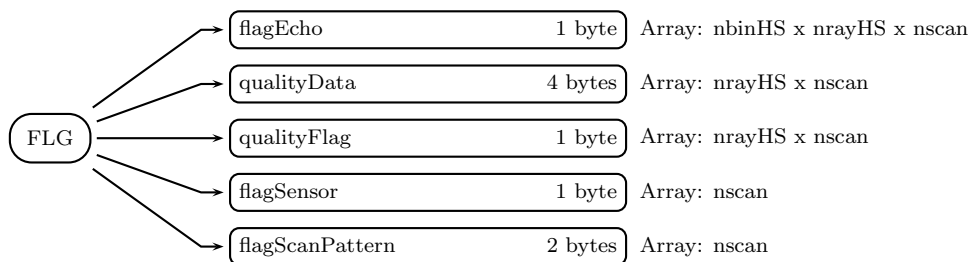 flagEcho 1 byte Array: nbinHS x nrayHS x nscan
qualityData 4 bytes Array: nrayHS x nscan
FLG
qualityFlag 1 byte Array: nrayHS x nscan
flagSensor 1 byte Array: nscan
flagScanPattern 2 bytes Array: nscan